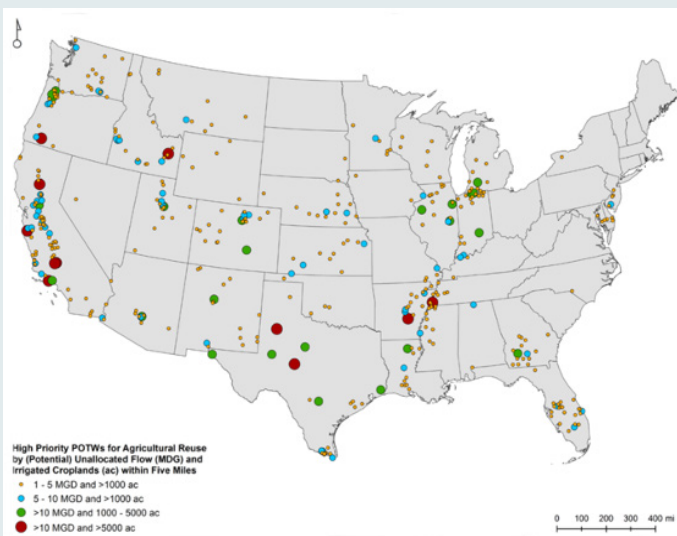 High Priority POTWs for Agricultural Reuse
by (Potential) Unallocated Flow (MDG) and
Irrigated Croplands (ac) within Five Miles
1 - 5 MGD and >1000 ac
5 - 10 MGD and >1000 ac
>10 MGD and 1000 - 5000 ac
>10 MGD and >5000 ac
0 100 200 300 400 mi